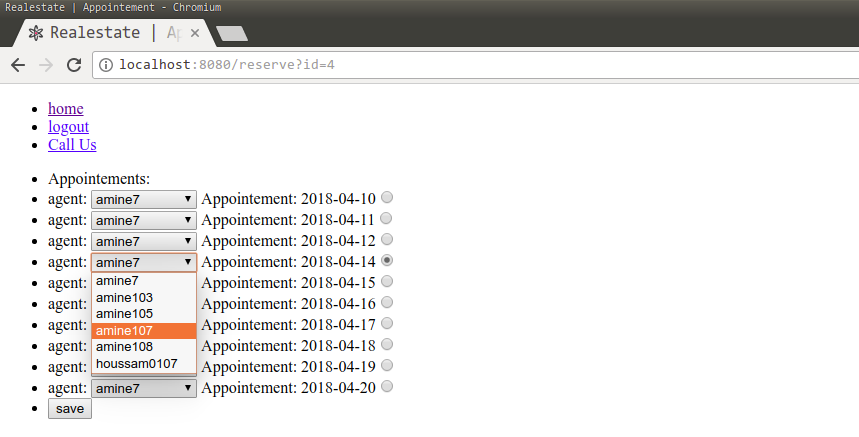 Realestate | Appointement - Chromium
Realestate | Ap
localhost:8080/reserve?id=4
home
logout
Call Us
Appointements:
agent: amine7 Appointement: 2018-04-10
agent: amine7 Appointement: 2018-04-11
agent: amine7 Appointement: 2018-04-12
agent: amine7 Appointement: 2018-04-14
agent: amine7 Appointement: 2018-04-15
agent: amine103 Appointement: 2018-04-16
agent: amine105 Appointement: 2018-04-17
agent: amine107 Appointement: 2018-04-18
agent: amine108 Appointement: 2018-04-19
houssam0107
agent: amine7 Appointement: 2018-04-20
save